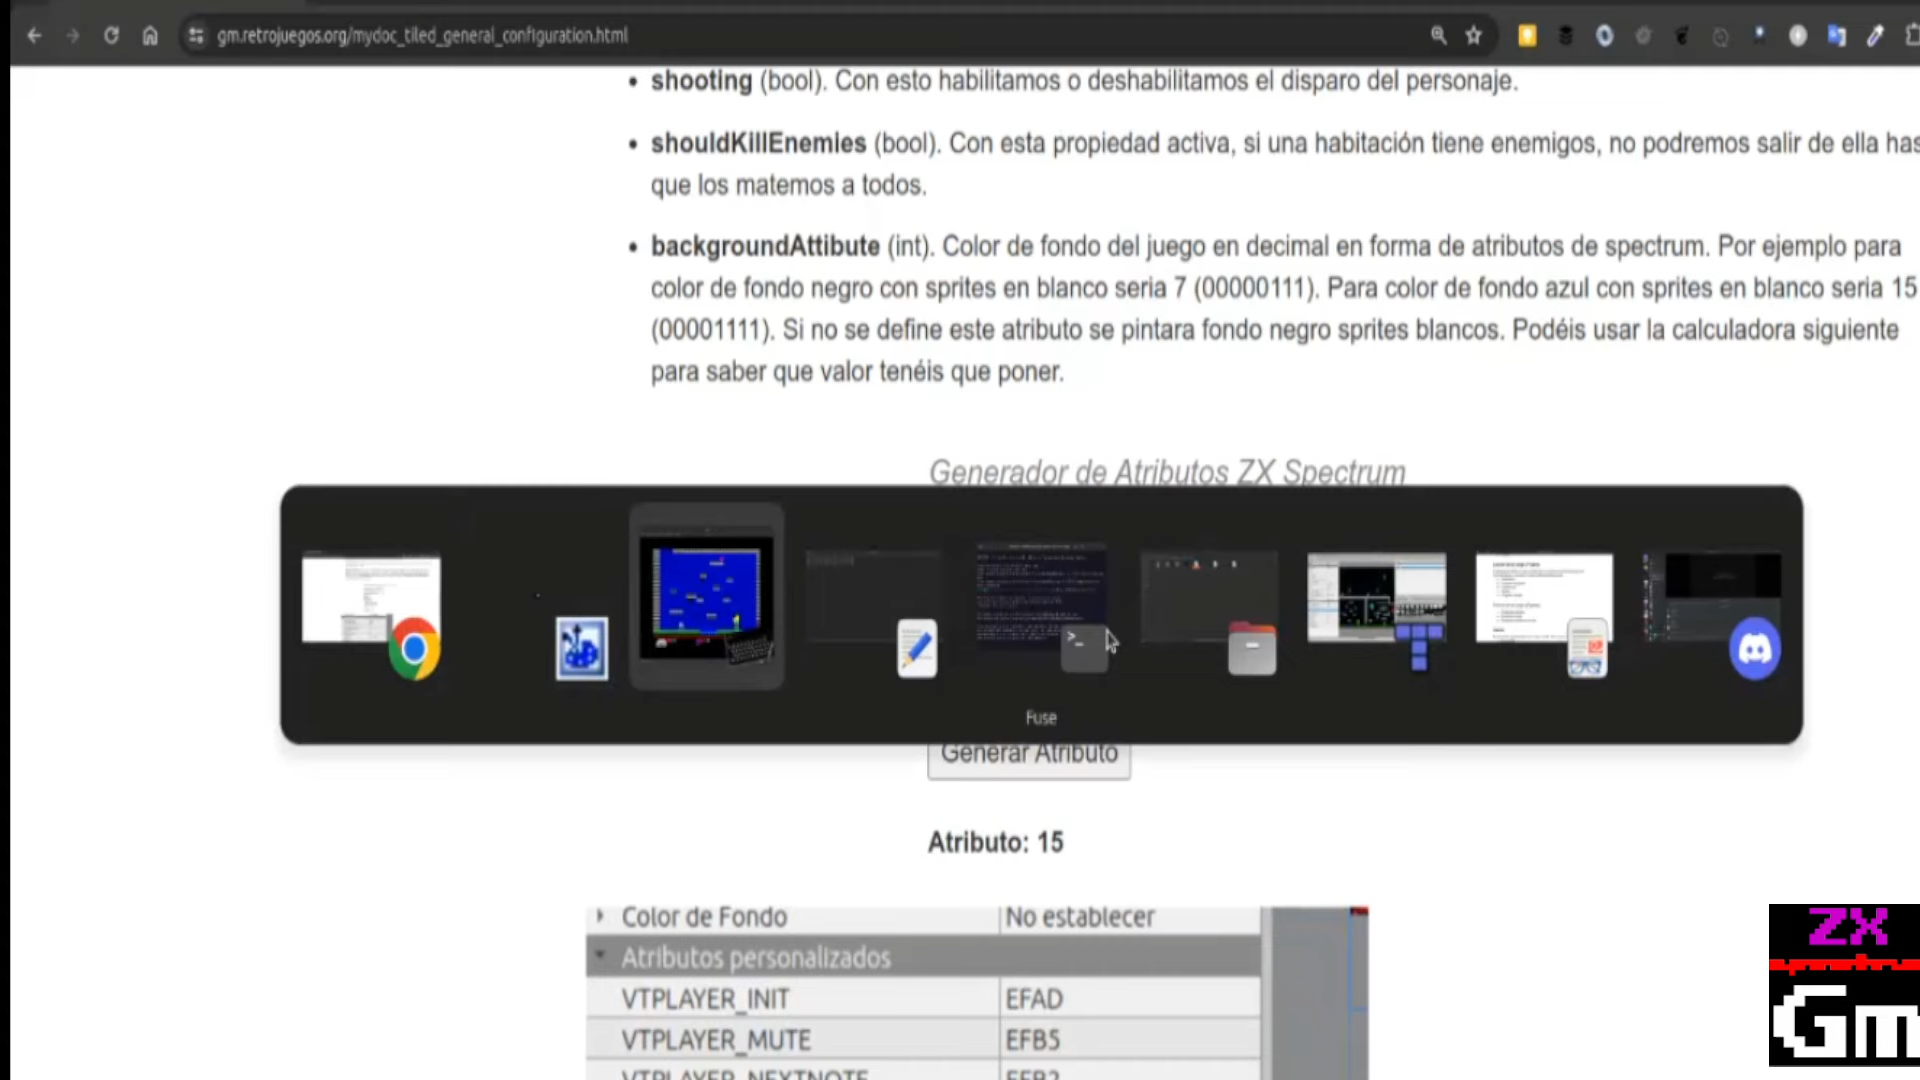 gm.retrojuegos.org/mydoc_tiled_general_configuration.html
shooting (bool). Con esto habilitamos o deshabilitamos el disparo del personaje.
shouldKillEnemies (bool). Con esta propiedad activa, si una habitación tiene enemigos, no podremos salir de ella has
que los matemos a todos.
backgroundAttibute (int). Color de fondo del juego en decimal en forma de atributos de spectrum. Por ejemplo para
color de fondo negro con sprites en blanco seria 7 (00000111). Para color de fondo azul con sprites en blanco seria 15
(00001111). Si no se define este atributo se pintara fondo negro sprites blancos. Podéis usar la calculadora siguiente
para saber que valor tenéis que poner.
Generador de Atributos ZX Spectrum
Fuse
Generar Atributo
Atributo: 15
Color de Fondo No establecer
Atributos personalizados
VTPLAYER_INIT EFAD
VTPLAYER_MUTE EFB5
VTPLAYER_NEXTNOTE EFB2
ZX
Gm